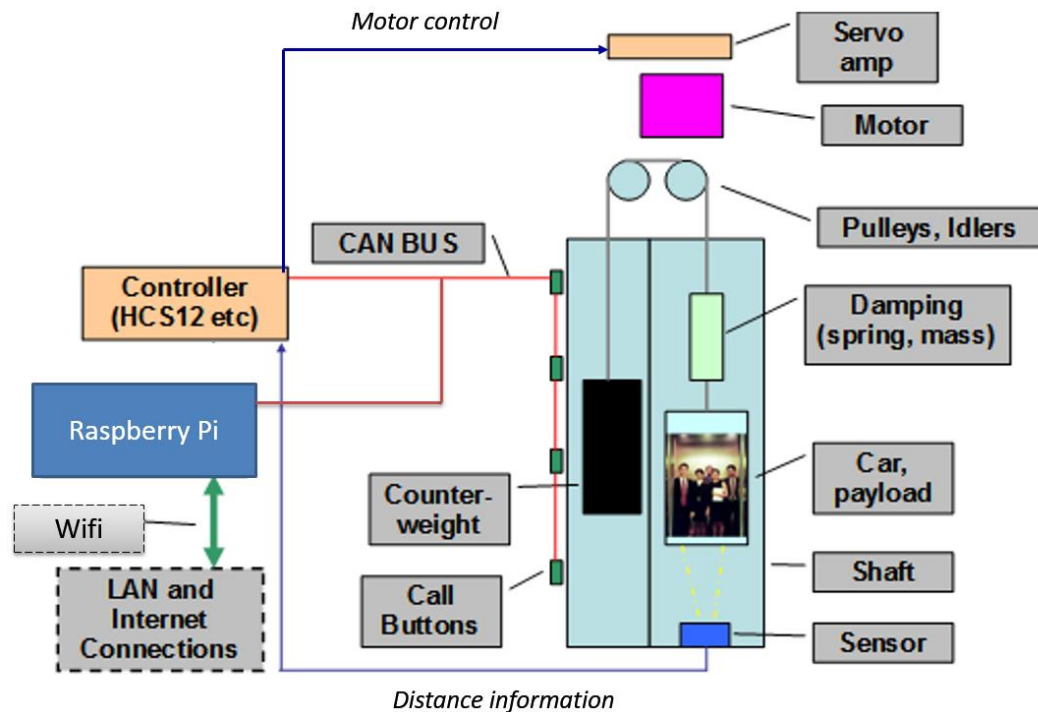 Motor control
Servo
amp
Motor
Pulleys, Idlers
CAN BUS
Controller
(HCS12 etc)
Damping
(spring, mass)
Raspberry Pi
Car,
payload
Counter-
weight
Wifi
LAN and
Internet
Connections
Call
Buttons
Shaft
Sensor
Distance information